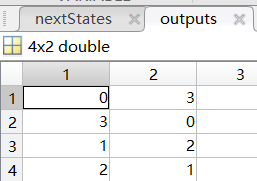 nextStates × outputs ×
4x2 double
1 2 3
1 0 3
2 3 0
3 1 2
4 2 1